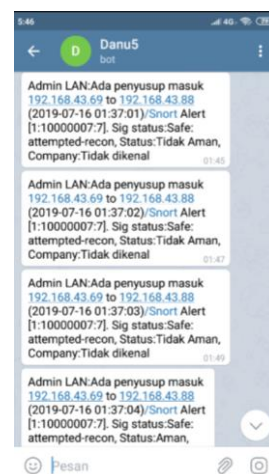 5:46
4G
Danu5
bot
Admin LAN:Ada penyusup masuk
192.168.43.69 to 192.168.43.88
(2019-07-16 01:37:01)/Snort Alert
[1:10000007:7]. Sig status:Safe:
attempted-recon, Status:Tidak Aman,
Company:Tidak dikenal
01:45
Admin LAN:Ada penyusup masuk
192.168.43.69 to 192.168.43.88
(2019-07-16 01:37:02)/Snort Alert
[1:10000007:7]. Sig status:Safe:
attempted-recon, Status:Tidak Aman,
Company:Tidak dikenal
01:47
Admin LAN:Ada penyusup masuk
192.168.43.69 to 192.168.43.88
(2019-07-16 01:37:03)/Snort Alert
[1:10000007:7]. Sig status:Safe:
attempted-recon, Status:Tidak Aman,
Company:Tidak dikenal
01:49
Admin LAN:Ada penyusup masuk
192.168.43.69 to 192.168.43.88
(2019-07-16 01:37:04)/Snort Alert
[1:10000007:7]. Sig status:Safe:
attempted-recon, Status:Aman,
Pesan